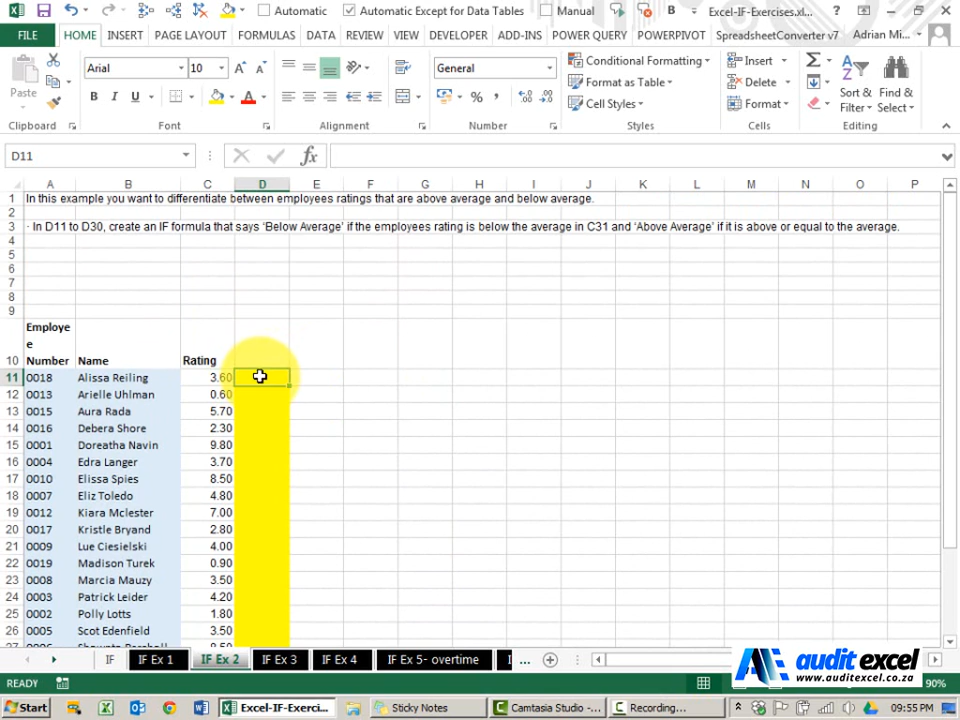 Automatic
Automatic Except for Data Tables
Manual
B
Excel-IF-Exercises.xl...
?
FILE
HOME
INSERT
PAGE LAYOUT
FORMULAS
DATA
REVIEW
VIEW
DEVELOPER
ADD-INS
POWER QUERY
POWERPIVOT
SpreadsheetConverter v7
Adrian Mi...
Paste
Arial
10
B I U
General
Conditional Formatting
Format as Table
Cell Styles
Insert
Delete
Format
Sort & Filter
Find & Select
Clipboard
Font
Alignment
Number
Styles
Cells
Editing
D11
fx
A B C D E F G H I J K L M N O P
1 In this example you want to differentiate between employees ratings that are above average and below average.
2
3 - In D11 to D30, create an IF formula that says 'Below Average' if the employees rating is below the average in C31 and 'Above Average' if it is above or equal to the average.
4
5
6
7
8
9
Employe
e
10 Number Name Rating
11 0018 Alissa Reiling 3.60
12 0013 Arielle Uhlman 0.60
13 0015 Aura Rada 5.70
14 0016 Debera Shore 2.30
15 0001 Doreatha Navin 9.80
16 0004 Edra Langer 3.70
17 0010 Elissa Spies 8.50
18 0007 Eliz Toledo 4.80
19 0012 Kiara Mclester 7.00
20 0017 Kristle Bryand 2.80
21 0009 Lue Ciesielski 4.00
22 0019 Madison Turek 0.90
23 0008 Marcia Mauzy 3.50
24 0003 Patrick Leider 4.20
25 0002 Polly Lotts 1.80
26 0005 Scot Edenfield 3.50
IF
IF Ex 1
IF Ex 2
IF Ex 3
IF Ex 4
IF Ex 5- overtime
...
audit excel
www.auditexcel.co.za
READY
90%
Start
Excel-IF-Exerci...
Sticky Notes
Camtasia Studio -...
Recording...
09:55 PM